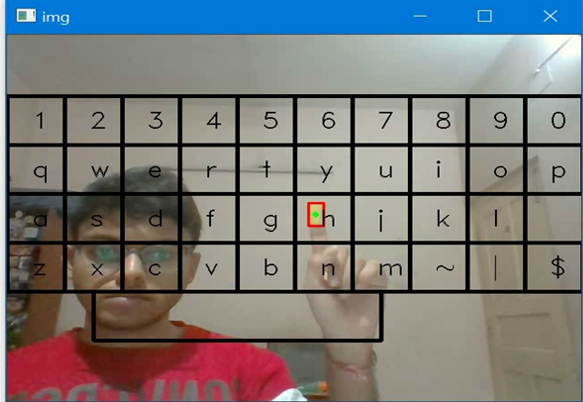 img
1 2 3 4 5 6 7 8 9 0
q w e r t y u i o p
a s d f g h j k l
z x c v b n m ~ | $